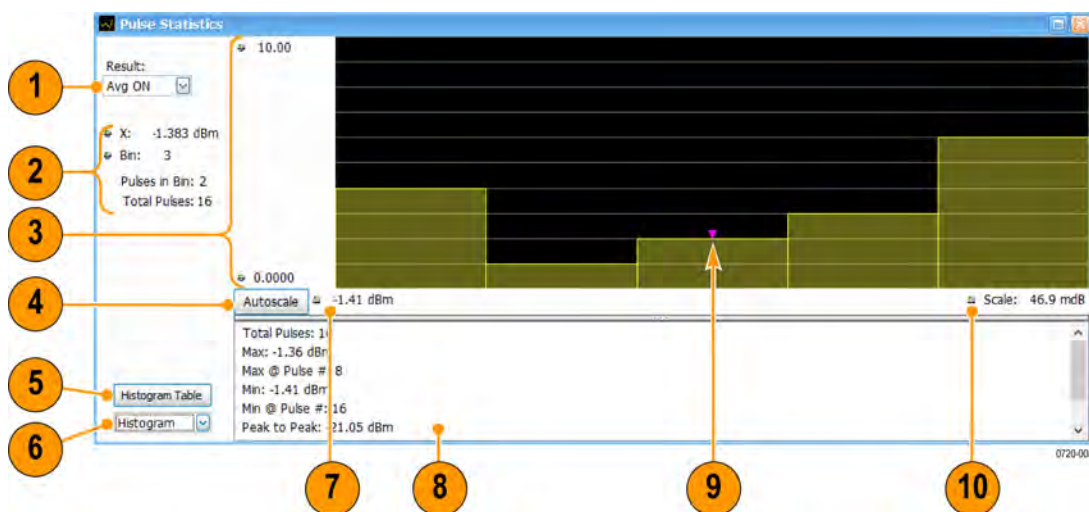 Pulse Statistics
10.00
Result:
Avg ON
1
X: -1.383 dBm
Bin: 3
2
Pulses in Bin: 2
Total Pulses: 16
3
0.0000
4
Autoscale
-1.41 dBm
Scale: 46.9 mdB
Total Pulses: 1
Max: -1.36 dBm
Max @ Pulse #: 8
5
Histogram Table
Min: -1.41 dBm
Min @ Pulse #: 16
6
Histogram
Peak to Peak: -21.05 dBm
0720-00
7
8
9
10